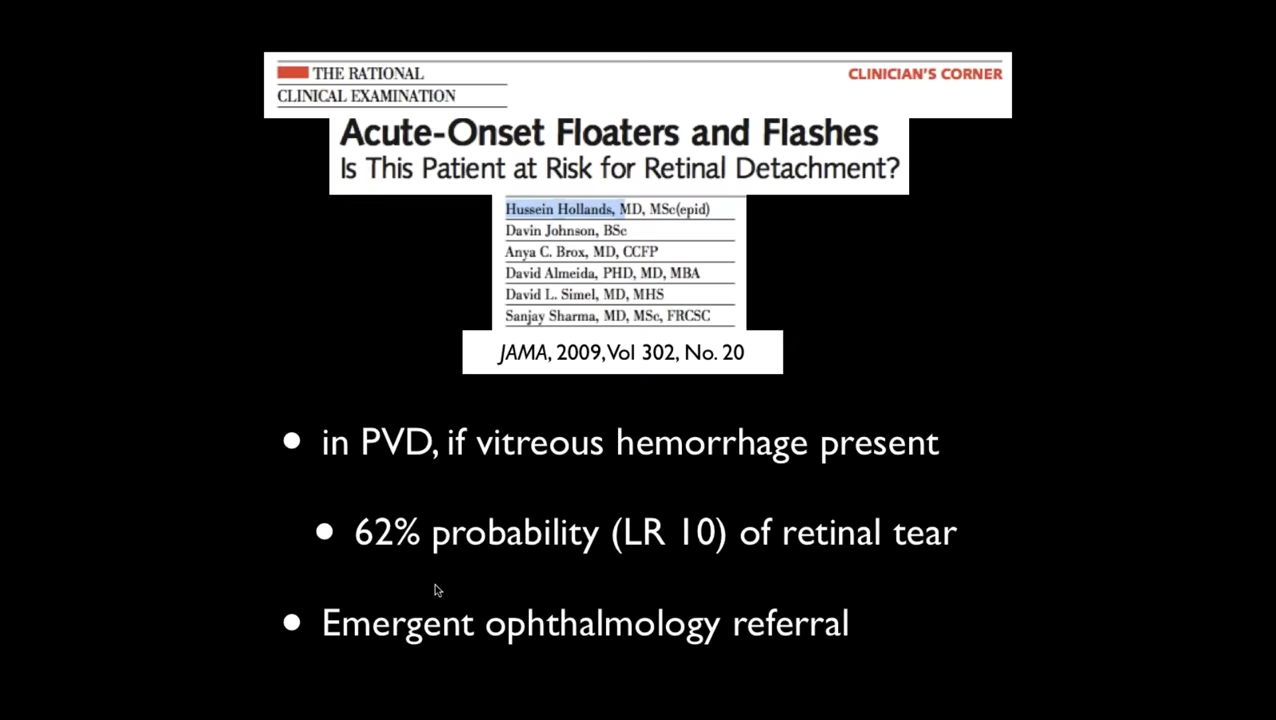 THE RATIONAL
CLINICAL EXAMINATION
CLINICIAN'S CORNER
Acute-Onset Floaters and Flashes
Is This Patient at Risk for Retinal Detachment?
Hussein Hollands, MD, MSc(epid)
Davin Johnson, BSc
Anya C. Brox, MD, CCFP
David Almeida, PHD, MD, MBA
David L. Simel, MD, MHS
Sanjay Sharma, MD, MSc, FRCSC
JAMA, 2009, Vol 302, No. 20
• in PVD, if vitreous hemorrhage present
• 62% probability (LR 10) of retinal tear
• Emergent ophthalmology referral